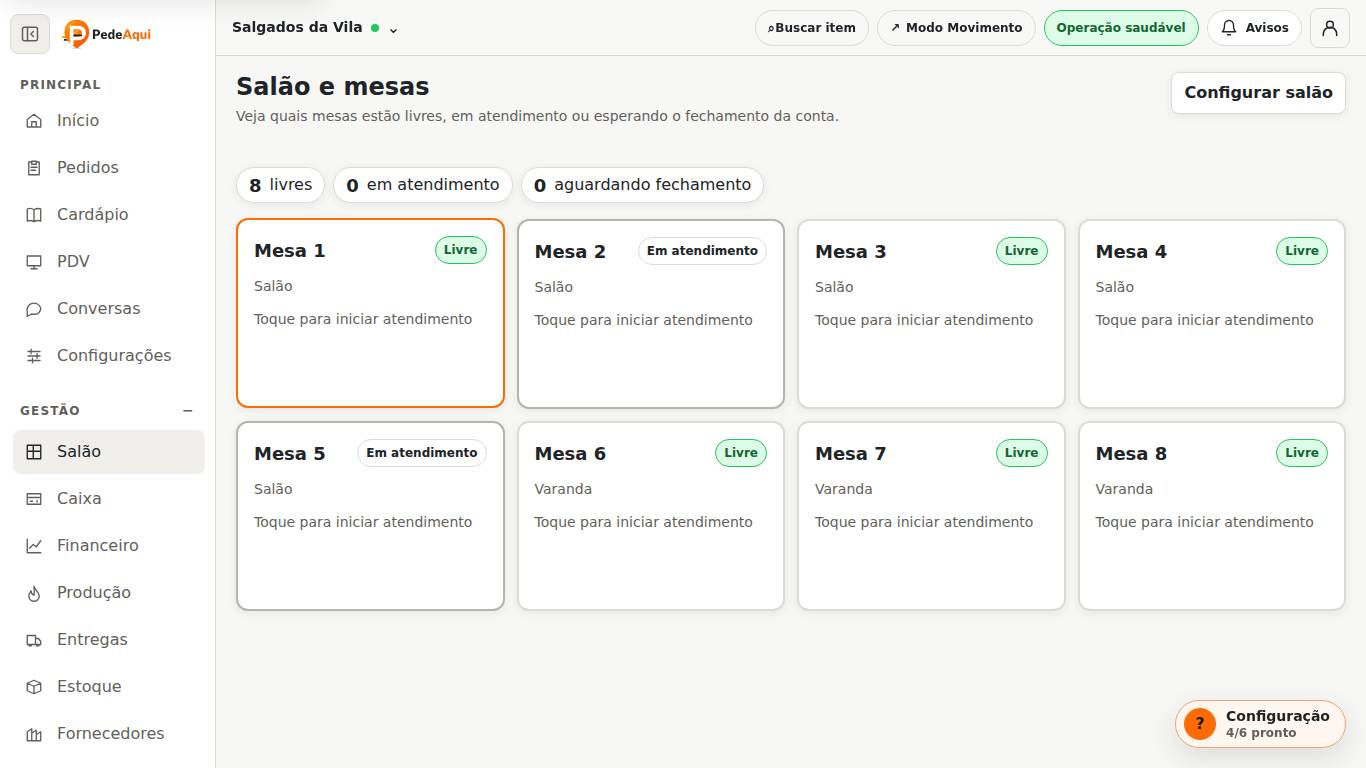 PedeAqui
PRINCIPAL
Início
Pedidos
Cardápio
PDV
Conversas
Configurações
GESTÃO −
Salão
Caixa
Financeiro
Produção
Entregas
Estoque
Fornecedores
Salgados da Vila
Buscar item
↗ Modo Movimento
Operação saudável
Avisos
Salão e mesas
Veja quais mesas estão livres, em atendimento ou esperando o fechamento da conta.
Configurar salão
8 livres
0 em atendimento
0 aguardando fechamento
Mesa 1 Livre
Salão
Toque para iniciar atendimento
Mesa 2 Em atendimento
Salão
Toque para iniciar atendimento
Mesa 3 Livre
Salão
Toque para iniciar atendimento
Mesa 4 Livre
Salão
Toque para iniciar atendimento
Mesa 5 Em atendimento
Salão
Toque para iniciar atendimento
Mesa 6 Livre
Varanda
Toque para iniciar atendimento
Mesa 7 Livre
Varanda
Toque para iniciar atendimento
Mesa 8 Livre
Varanda
Toque para iniciar atendimento
? Configuração
4/6 pronto